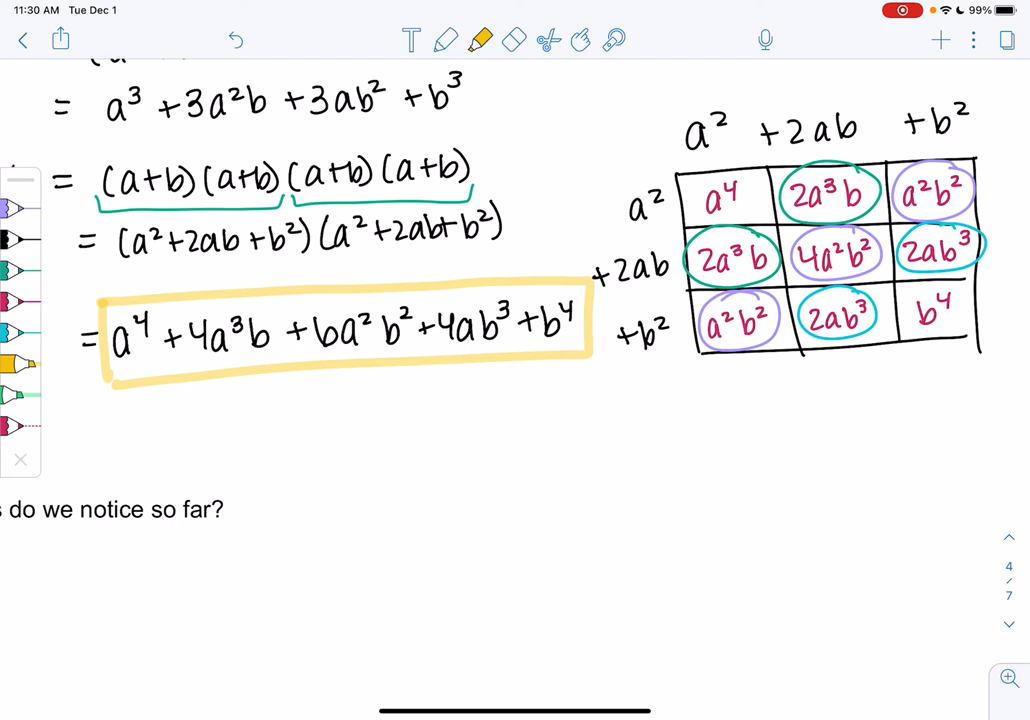 11:30 AM Tue Dec 1
99%
= a³ + 3a²b + 3ab² + b³
= (a+b)(a+b)(a+b)(a+b)
= (a²+2ab+b²)(a²+2ab+b²)
= a⁴ + 4a³b + 6a²b² + 4ab³ + b⁴
a² +2ab +b²
a² a⁴ 2a³b a²b²
+2ab 2a³b 4a²b² 2ab³
+b² a²b² 2ab³ b⁴
s do we notice so far?
4
/
7